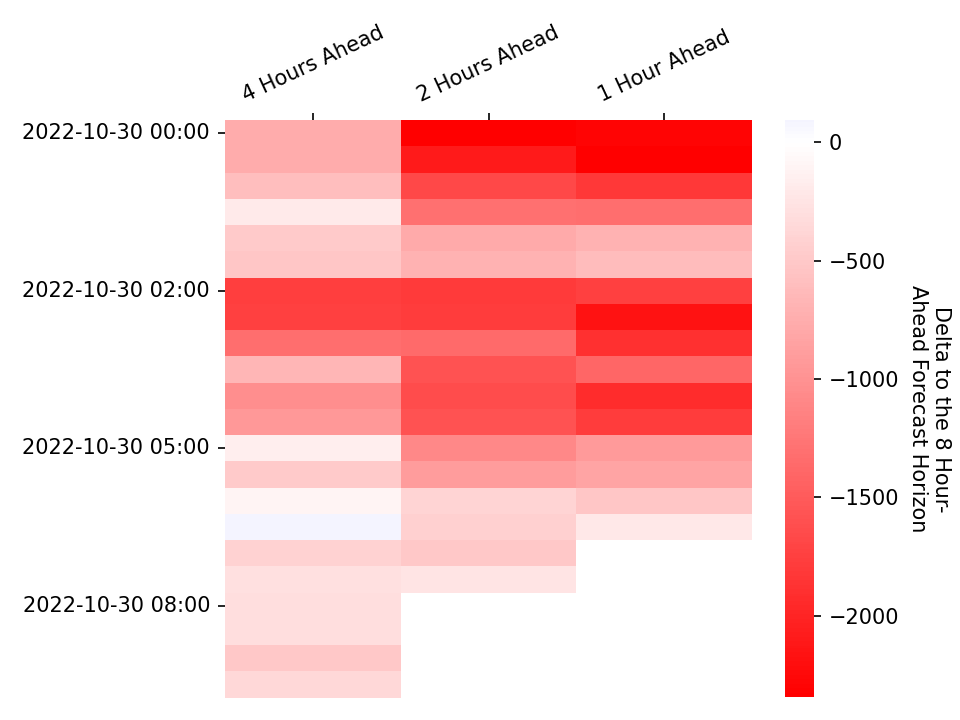 4 Hours Ahead
2 Hours Ahead
1 Hour Ahead
2022-10-30 00:00
2022-10-30 02:00
2022-10-30 05:00
2022-10-30 08:00
0
−500
−1000
−1500
−2000
Delta to the 8 Hour-
Ahead Forecast Horizon